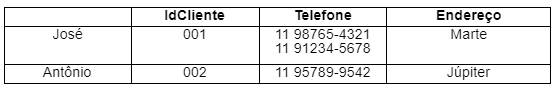 IdCliente Telefone Endereço
José 001 11 98765-4321 Marte
11 91234-5678
Antônio 002 11 95789-9542 Júpiter